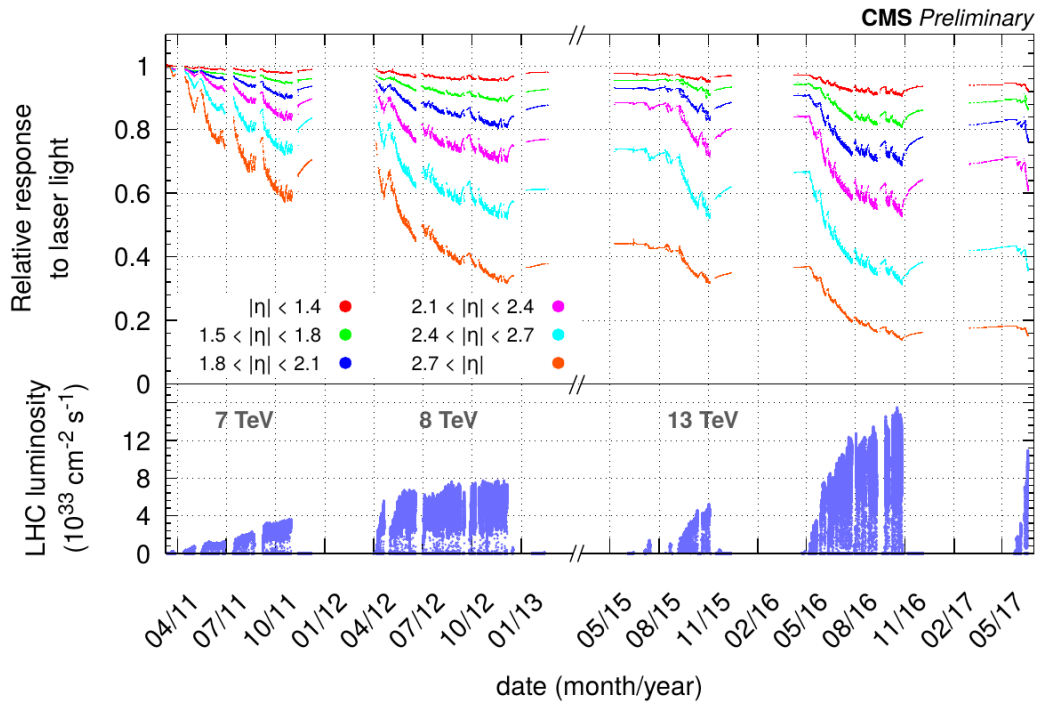 CMS Preliminary
Relative response
to laser light
1
0.8
0.6
0.4
0.2
0
|η| < 1.4
1.5 < |η| < 1.8
1.8 < |η| < 2.1
2.1 < |η| < 2.4
2.4 < |η| < 2.7
2.7 < |η|
LHC luminosity
(10³³ cm⁻² s⁻¹)
12
8
4
0
7 TeV
8 TeV
13 TeV
04/11 07/11 10/11 01/12 04/12 07/12 10/12 01/13 05/15 08/15 11/15 02/16 05/16 08/16 11/16 02/17 05/17
date (month/year)